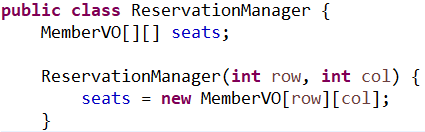 public class ReservationManager {
    MemberVO[][] seats;

    ReservationManager(int row, int col) {
        seats = new MemberVO[row][col];
    }